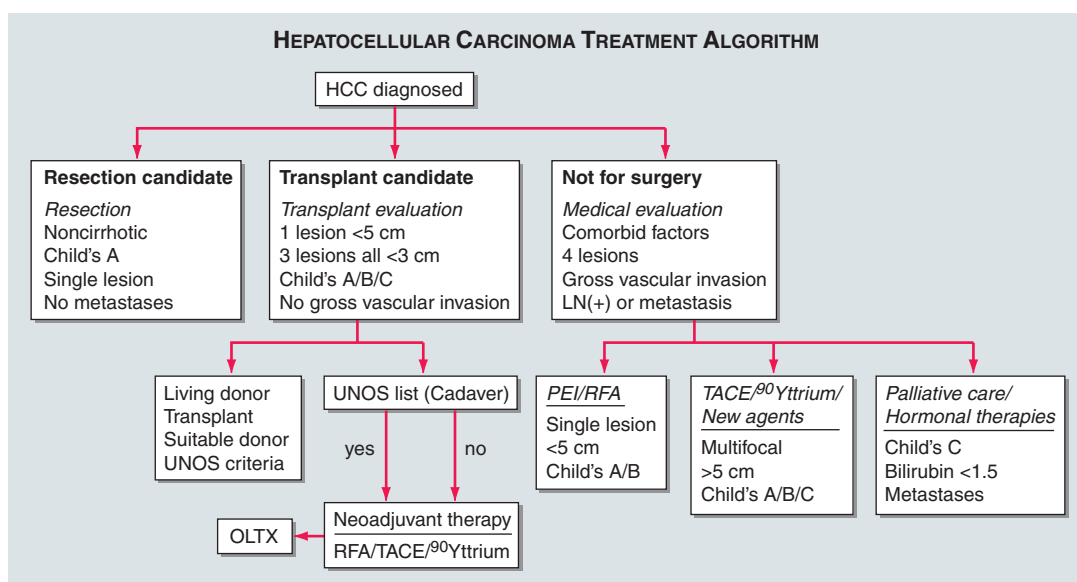 HEPATOCELLULAR CARCINOMA TREATMENT ALGORITHM
HCC diagnosed
Resection candidate
Resection
Noncirrhotic
Child's A
Single lesion
No metastases
Transplant candidate
Transplant evaluation
1 lesion <5 cm
3 lesions all <3 cm
Child's A/B/C
No gross vascular invasion
Not for surgery
Medical evaluation
Comorbid factors
4 lesions
Gross vascular invasion
LN(+) or metastasis
Living donor
Transplant
Suitable donor
UNOS criteria
UNOS list (Cadaver)
yes
no
Neoadjuvant therapy
RFA/TACE/⁹⁰Yttrium
OLTX
PEI/RFA
Single lesion
<5 cm
Child's A/B
TACE/⁹⁰Yttrium/
New agents
Multifocal
>5 cm
Child's A/B/C
Palliative care/
Hormonal therapies
Child's C
Bilirubin <1.5
Metastases